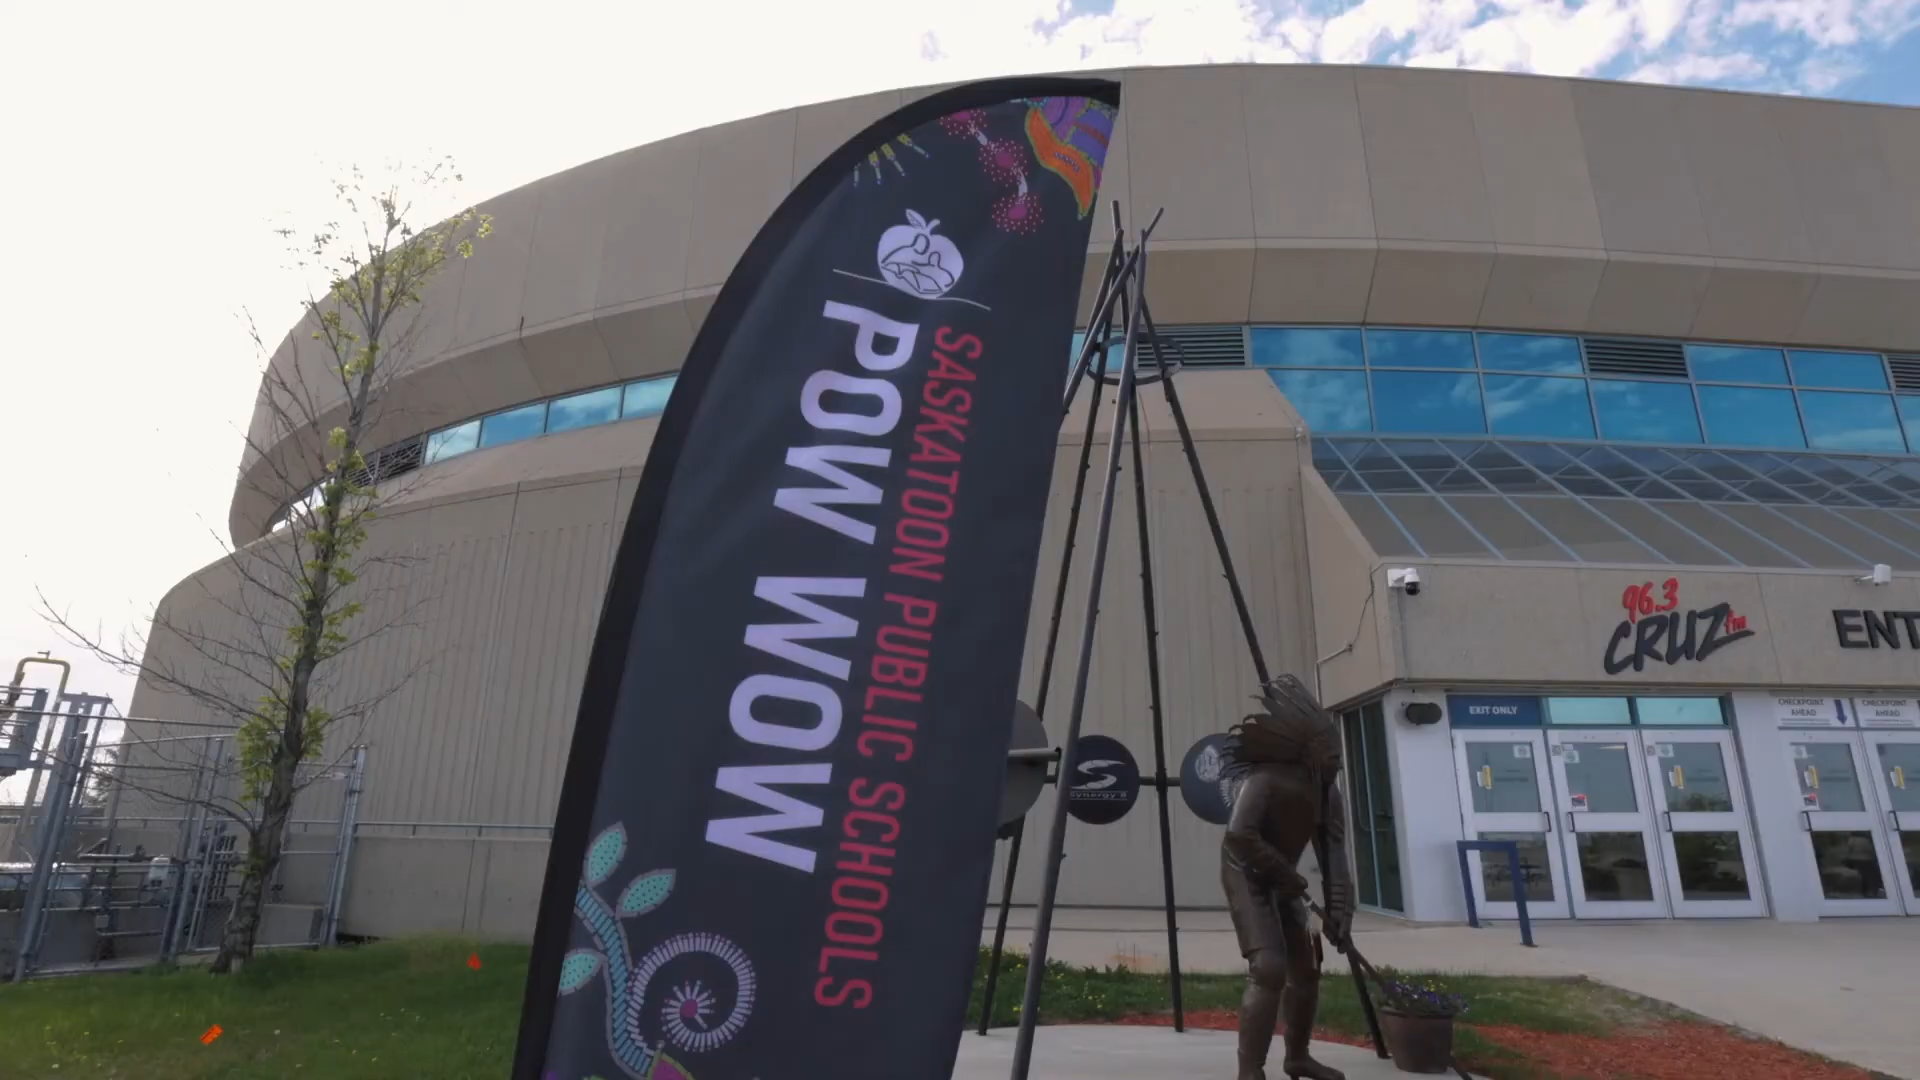 POW WOW
SASKATOON PUBLIC SCHOOLS
96.3
CRUZ fm
ENT
EXIT ONLY
CHECKPOINT
AHEAD
CHECKPOINT
AHEAD
Synergy 8